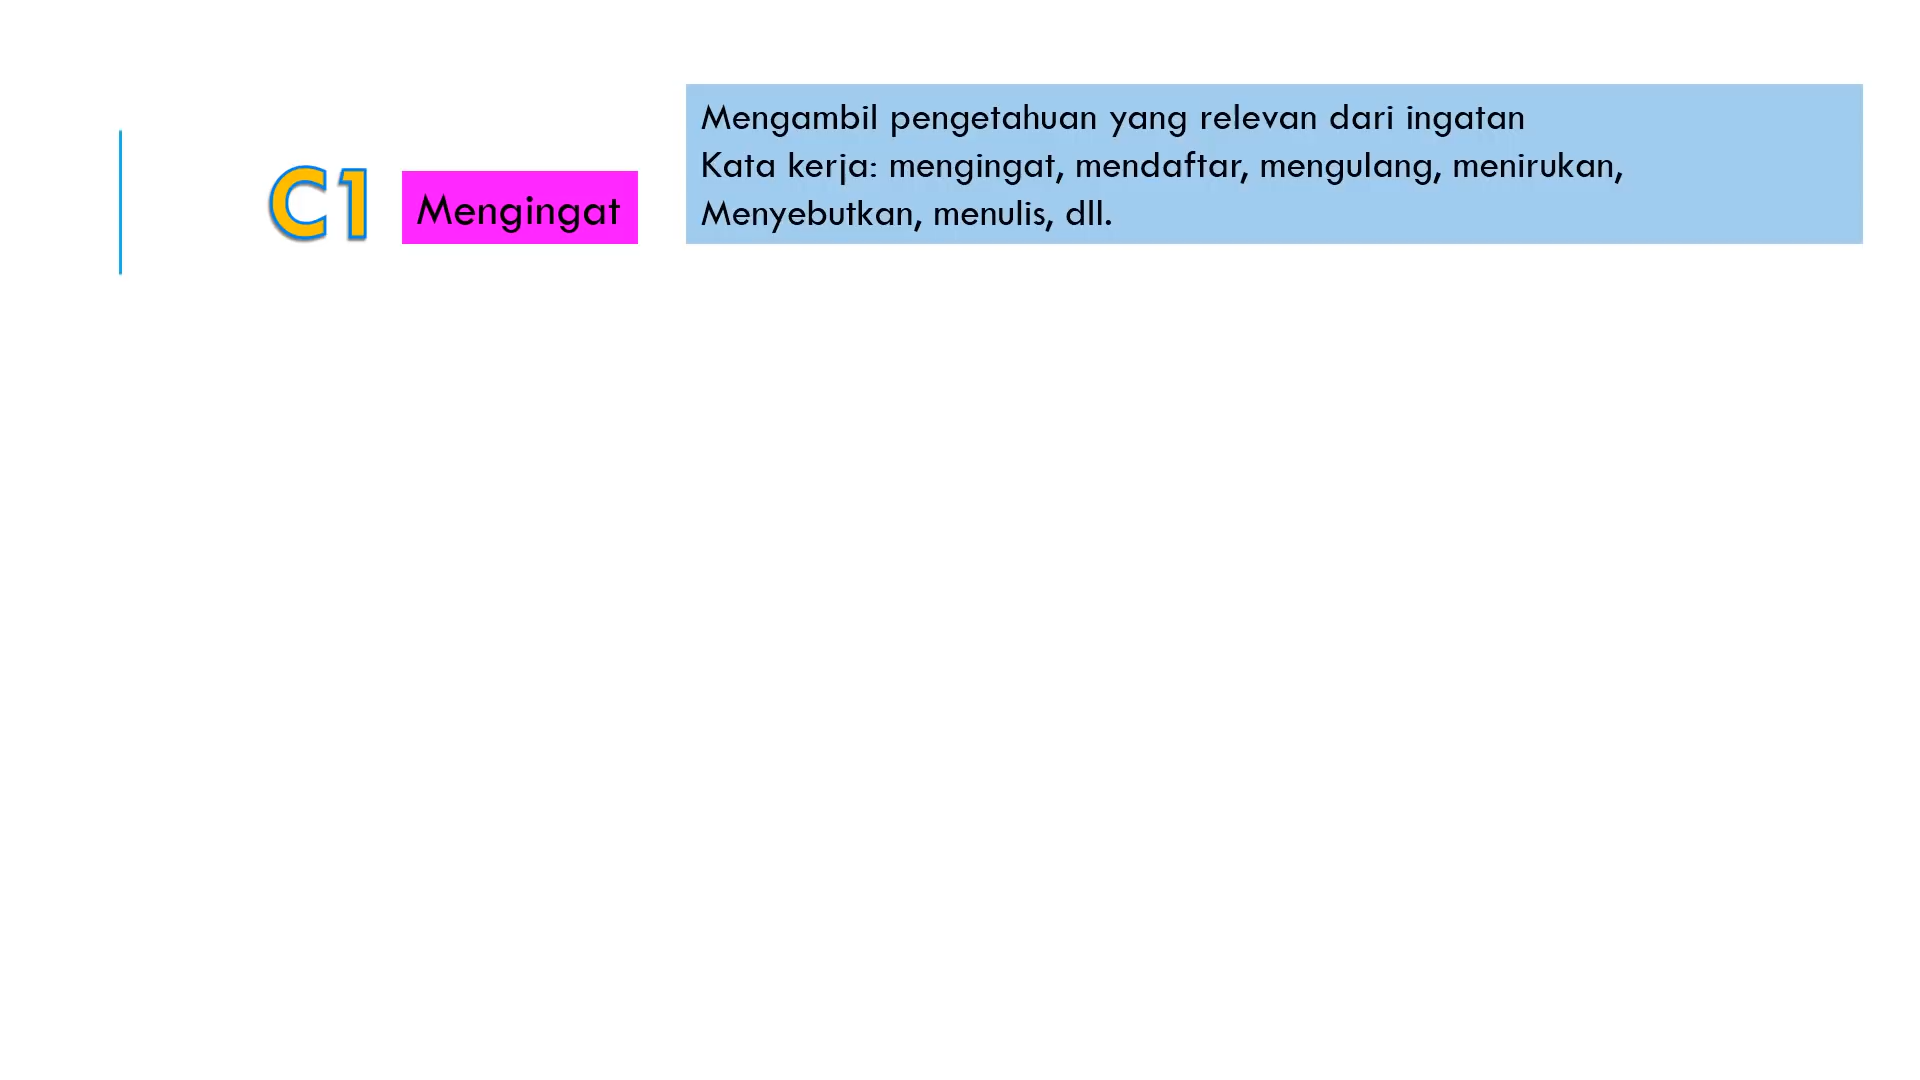 C1
Mengingat
Mengambil pengetahuan yang relevan dari ingatan
Kata kerja: mengingat, mendaftar, mengulang, menirukan,
Menyebutkan, menulis, dll.